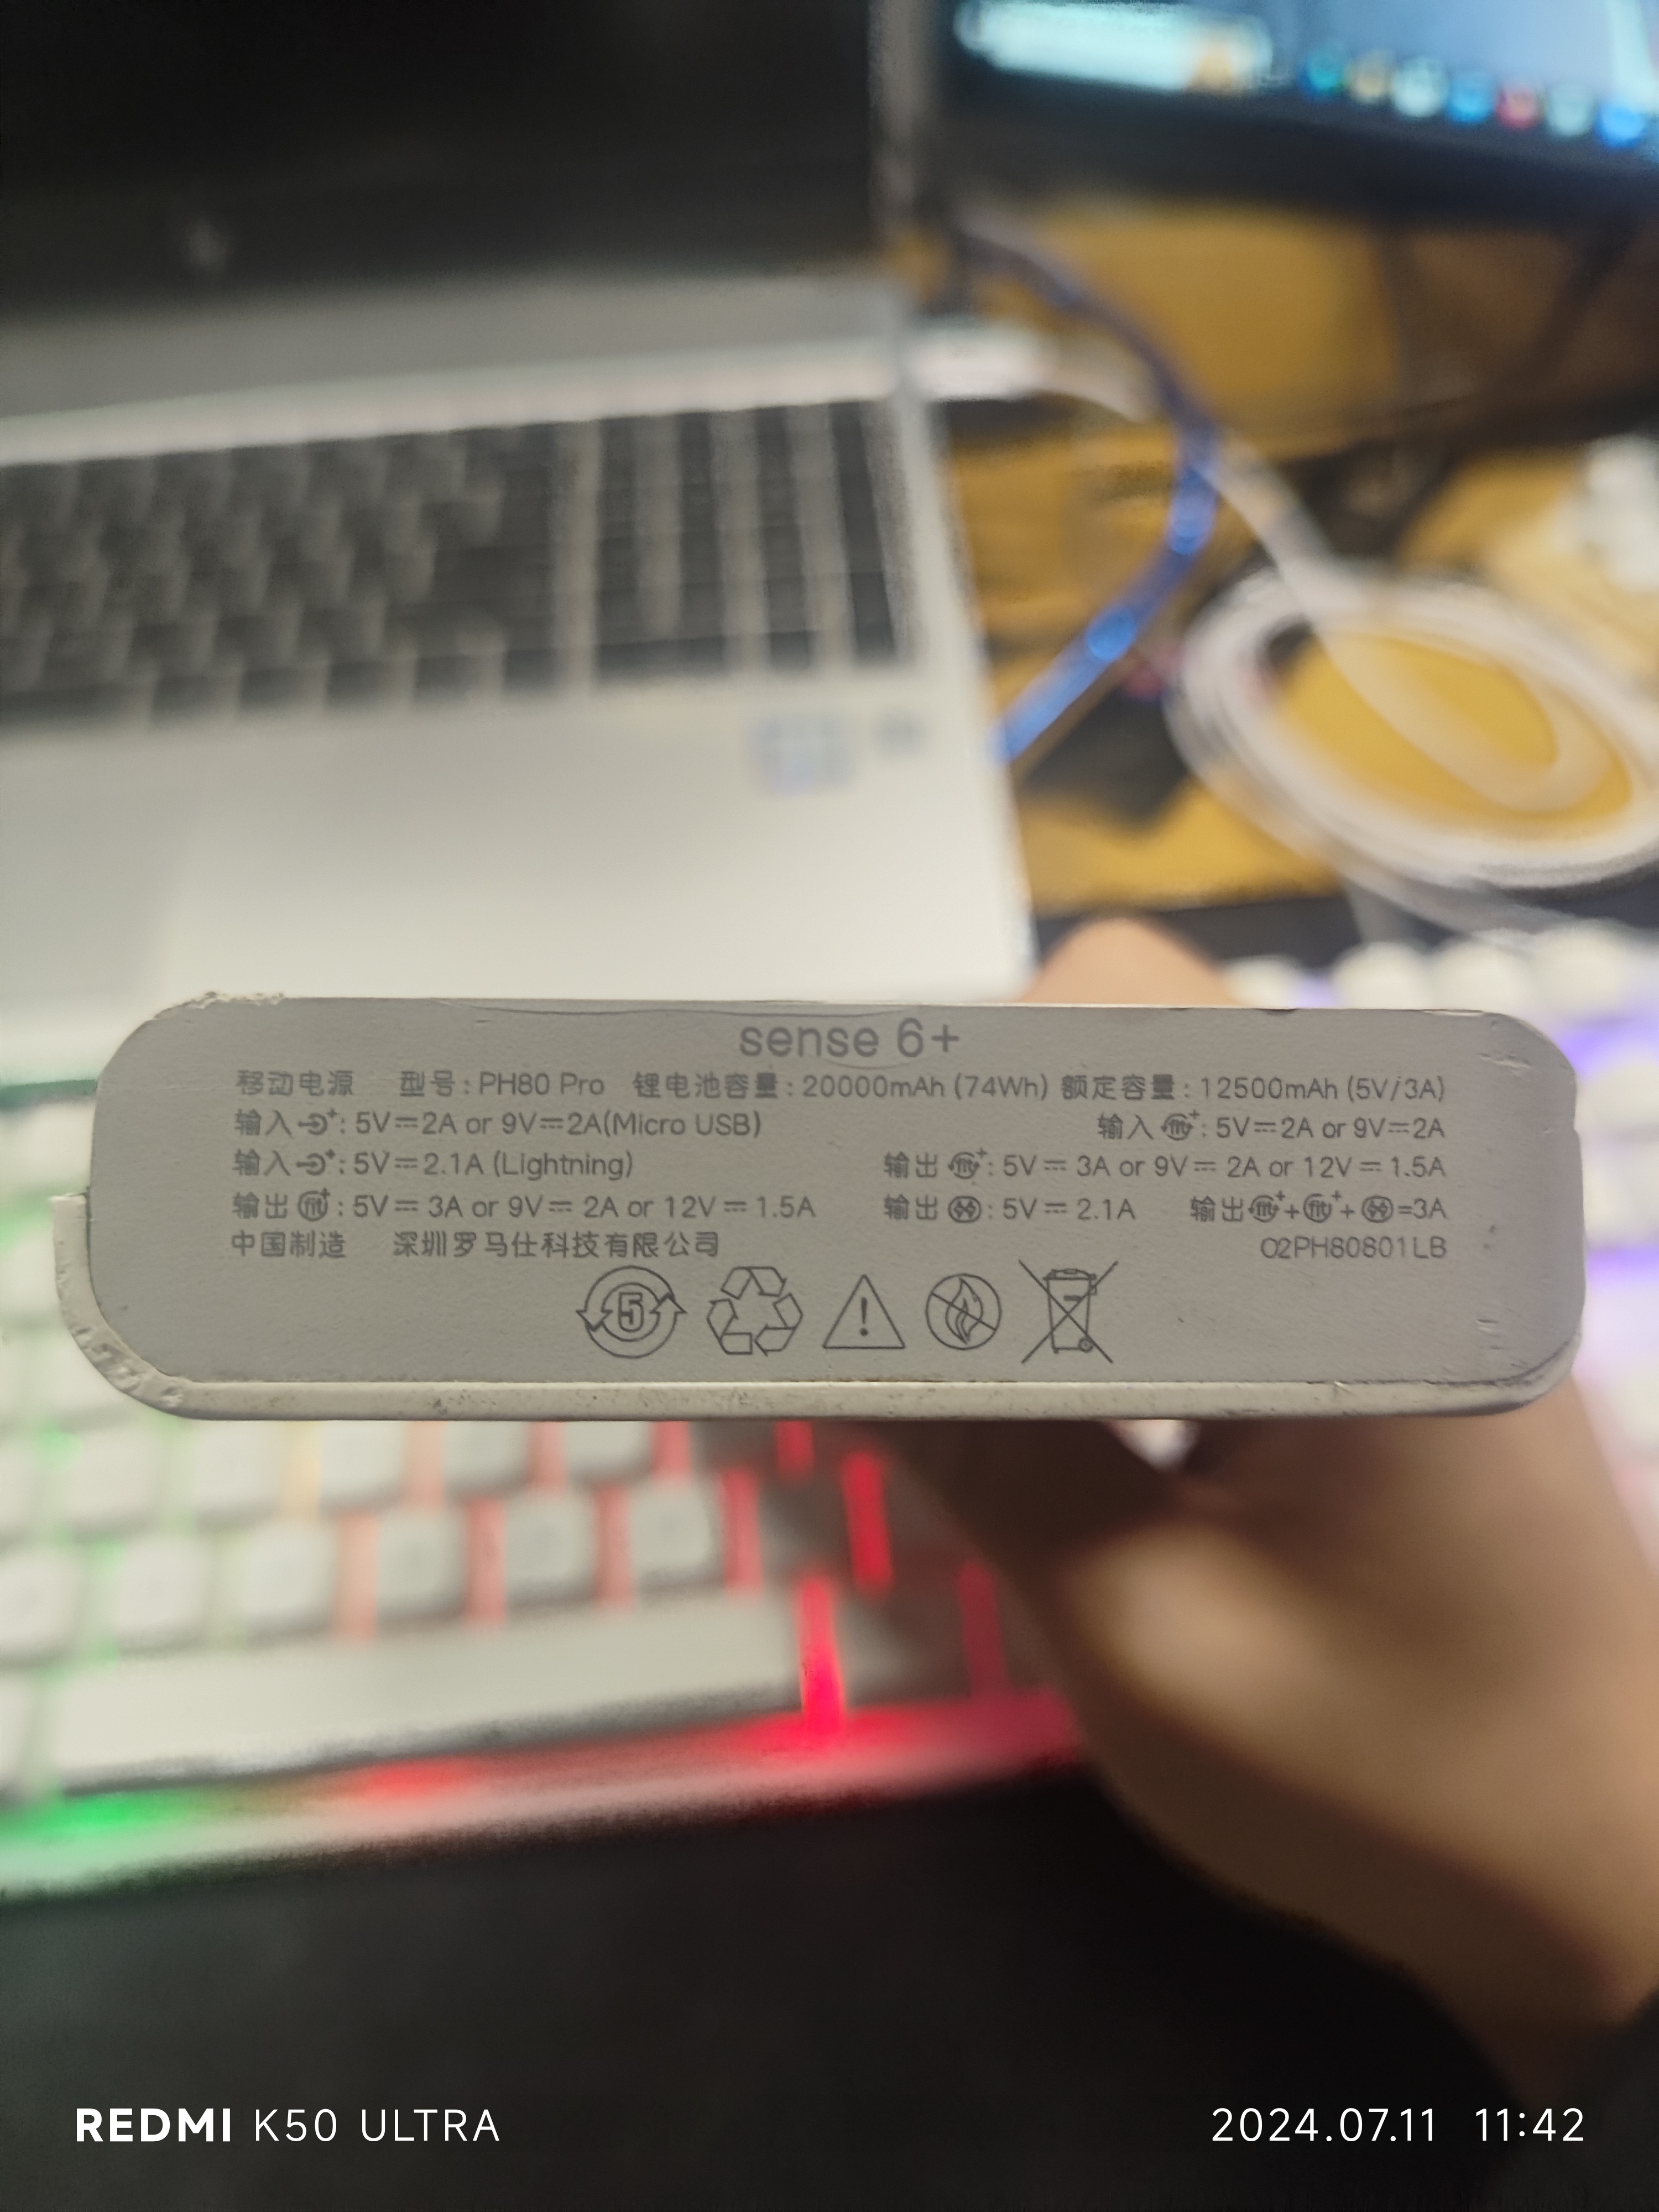 sense 6+
移动电源 型号: PH80 Pro 锂电池容量: 20000mAh (74Wh) 额定容量: 12500mAh (5V/3A)
输入 : 5V⎓2A or 9V⎓2A(Micro USB) 输入 : 5V⎓2A or 9V⎓2A
输入 : 5V⎓2.1A (Lightning) 输出 : 5V⎓ 3A or 9V⎓ 2A or 12V⎓1.5A
输出 fit : 5V⎓ 3A or 9V⎓ 2A or 12V⎓1.5A 输出 : 5V⎓ 2.1A 输出 fit+ + fit+ + =3A
中国制造 深圳罗马仕科技有限公司 02PH80801LB
5
REDMI K50 ULTRA 2024.07.11 11:42